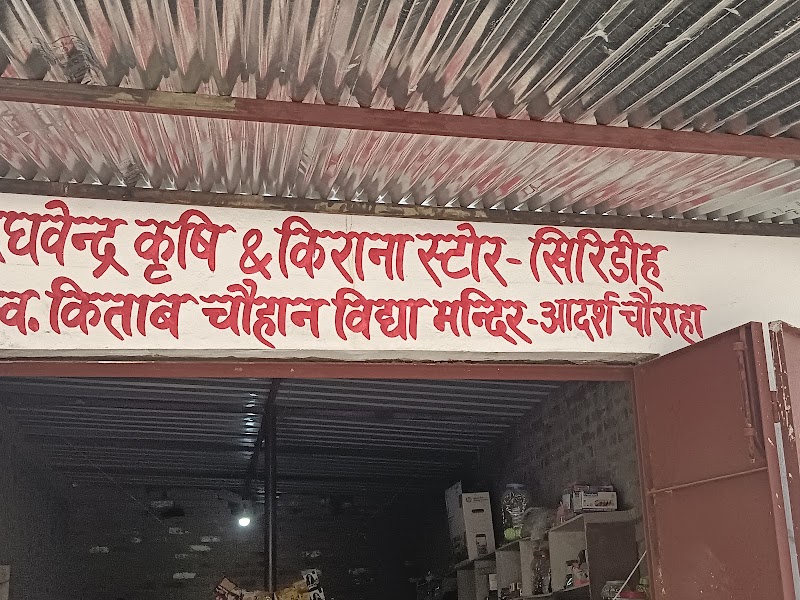 घवेन्द्र कृषि & किराना स्टोर- खिरिडीह
व. किताब चौहान विद्या मन्दिर-आदर्श चौराहा